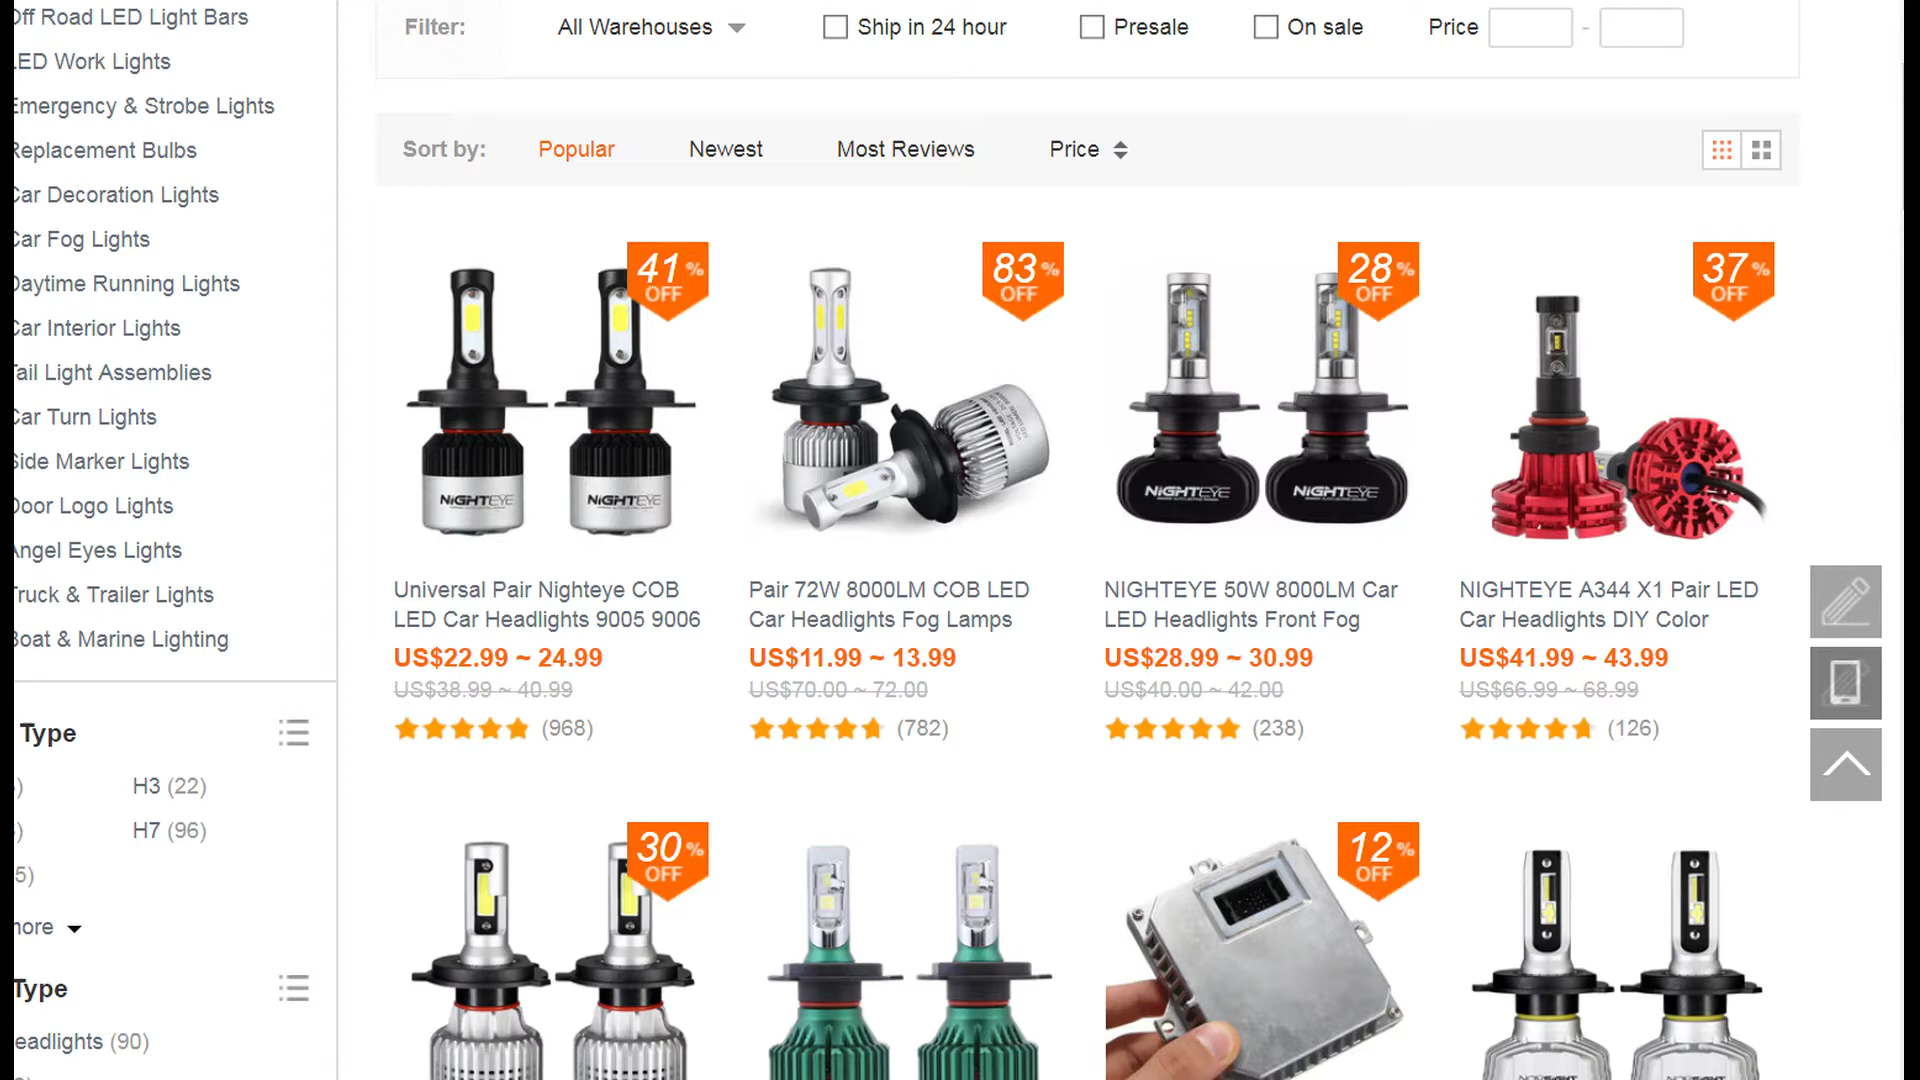 Off Road LED Light Bars
LED Work Lights
Emergency & Strobe Lights
Replacement Bulbs
Car Decoration Lights
Car Fog Lights
Daytime Running Lights
Car Interior Lights
Tail Light Assemblies
Car Turn Lights
Side Marker Lights
Door Logo Lights
Angel Eyes Lights
Truck & Trailer Lights
Boat & Marine Lighting
Type
H3 (22)
H7 (96)
5)
more
Type
eadlights (90)
Filter: All Warehouses Ship in 24 hour Presale On sale Price -
Sort by: Popular Newest Most Reviews Price
41% OFF
NIGHTEYE NIGHTEYE
Universal Pair Nighteye COB
LED Car Headlights 9005 9006
US$22.99 ~ 24.99
US$38.99 ~ 40.99
(968)
83% OFF
Pair 72W 8000LM COB LED
Car Headlights Fog Lamps
US$11.99 ~ 13.99
US$70.00 ~ 72.00
(782)
28% OFF
NIGHTEYE NIGHTEYE
NIGHTEYE 50W 8000LM Car
LED Headlights Front Fog
US$28.99 ~ 30.99
US$40.00 ~ 42.00
(238)
37% OFF
NIGHTEYE A344 X1 Pair LED
Car Headlights DIY Color
US$41.99 ~ 43.99
US$66.99 ~ 68.99
(126)
30% OFF
12% OFF